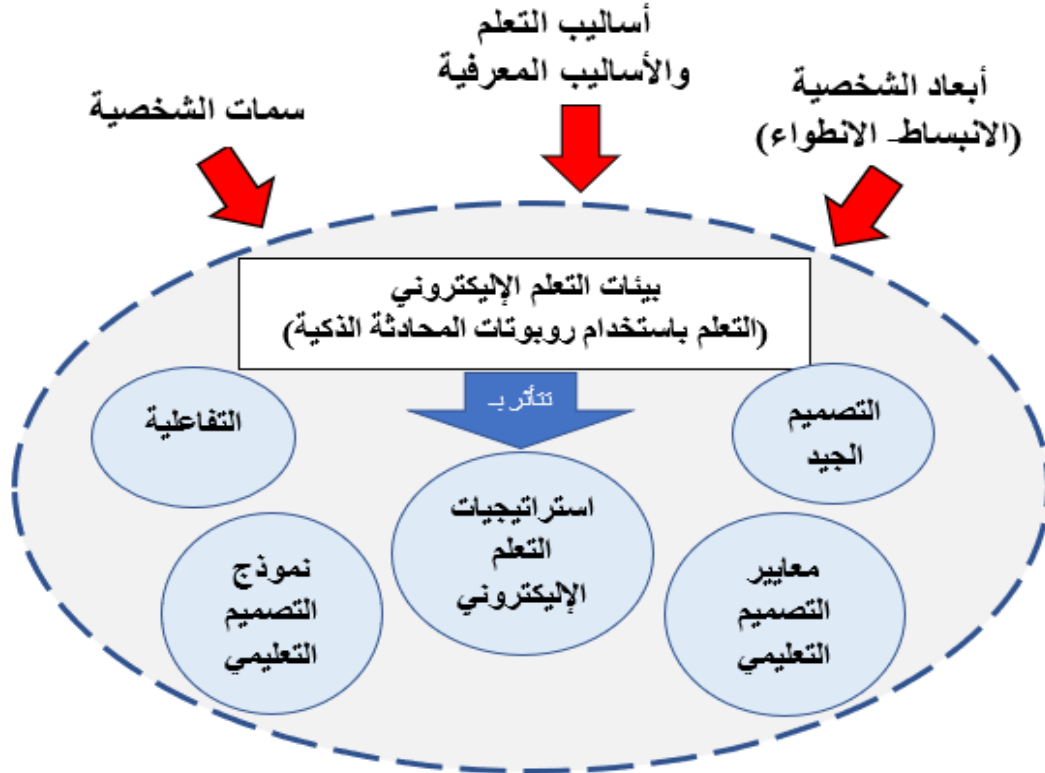 أساليب التعلم
والأساليب المعرفية
أبعاد الشخصية
(الانبساط- الانطواء)
سمات الشخصية
بيئات التعلم الإليكتروني
(التعلم باستخدام روبوتات المحادثة الذكية)
تتأثر بـ
التصميم
الجيد
التفاعلية
استراتيجيات
التعلم
الإليكتروني
معايير
التصميم
التعليمي
نموذج
التصميم
التعليمي